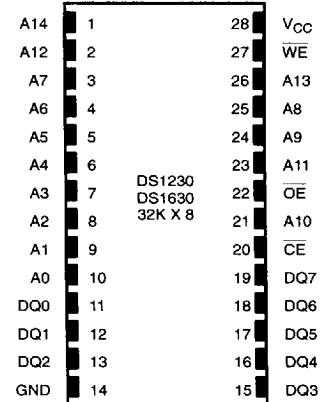 A14 1 28 VCC
A12 2 27 W̅E̅
A7 3 26 A13
A6 4 25 A8
A5 5 24 A9
A4 6 23 A11
DS1230
A3 7 22 O̅E̅
DS1630
32K X 8
A2 8 21 A10
A1 9 20 C̅E̅
A0 10 19 DQ7
DQ0 11 18 DQ6
DQ1 12 17 DQ5
DQ2 13 16 DQ4
GND 14 15 DQ3